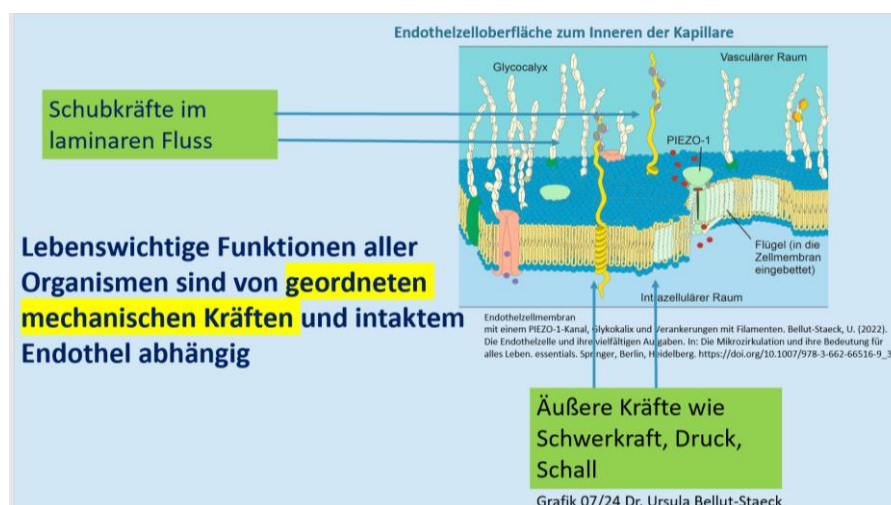 Endothelzelloberfläche zum Inneren der Kapillare
Glycocalyx
Vasculärer Raum
Schubkräfte im
laminaren Fluss
PIEZO-1
Lebenswichtige Funktionen aller
Organismen sind von geordneten
mechanischen Kräften und intaktem
Endothel abhängig
Flügel (in die
Zellmembran
eingebettet)
Intrazellulärer Raum
Endothelzellmembran
mit einem PIEZO-1-Kanal, Glykokalix und Verankerungen mit Filamenten. Bellut-Staeck, U. (2022).
Die Endothelzelle und ihre vielfältigen Aufgaben. In: Die Mikrozirkulation und ihre Bedeutung für
alles Leben. essentials. Springer, Berlin, Heidelberg. https://doi.org/10.1007/978-3-662-66516-9_3
Äußere Kräfte wie
Schwerkraft, Druck,
Schall
Grafik 07/24 Dr. Ursula Bellut-Staeck